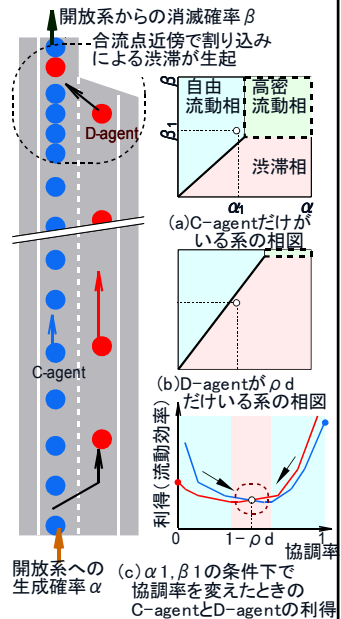 開放系からの消滅確率β
合流点近傍で割り込み
による渋滞が生起
D-agent
β
β1
自由
流動相
高密
流動相
渋滞相
α1
α
(a)C-agentだけが
いる系の相図
C-agent
(b)D-agentがρd
だけいる系の相図
利得(流動効率)
0
1-ρd
1
協調率
開放系への
生成確率α
(c)α1,β1の条件下で
協調率を変えたときの
C-agentとD-agentの利得